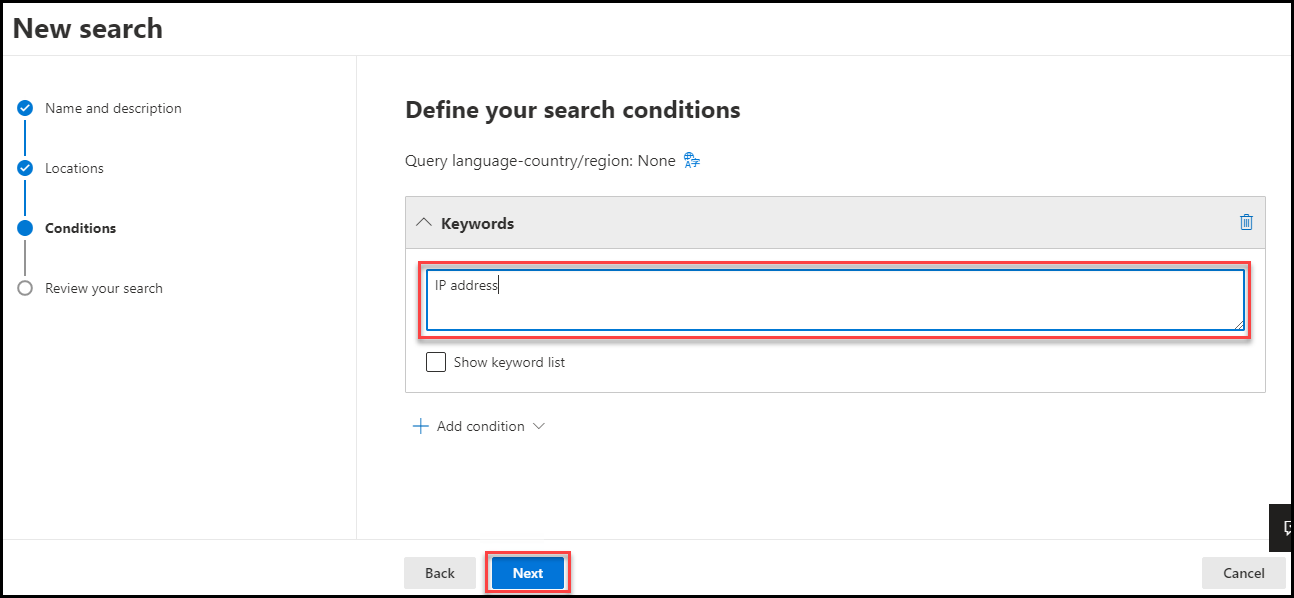 New search
Name and description
Locations
Conditions
Review your search
Define your search conditions
Query language-country/region: None
Keywords
IP address
Show keyword list
Add condition
Back
Next
Cancel